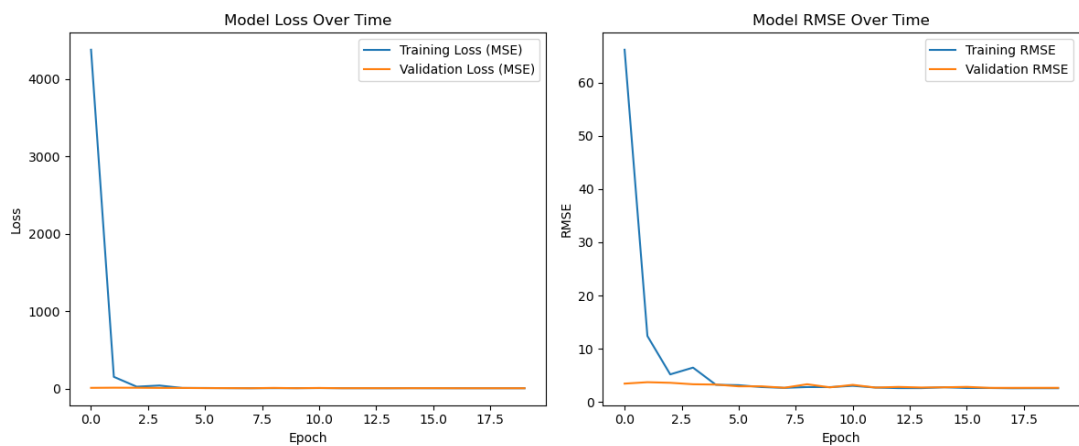 Model Loss Over Time
Training Loss (MSE)
Validation Loss (MSE)
4000
3000
2000
1000
0
Loss
0.0 2.5 5.0 7.5 10.0 12.5 15.0 17.5
Epoch
Model RMSE Over Time
Training RMSE
Validation RMSE
60
50
40
30
20
10
0
RMSE
0.0 2.5 5.0 7.5 10.0 12.5 15.0 17.5
Epoch